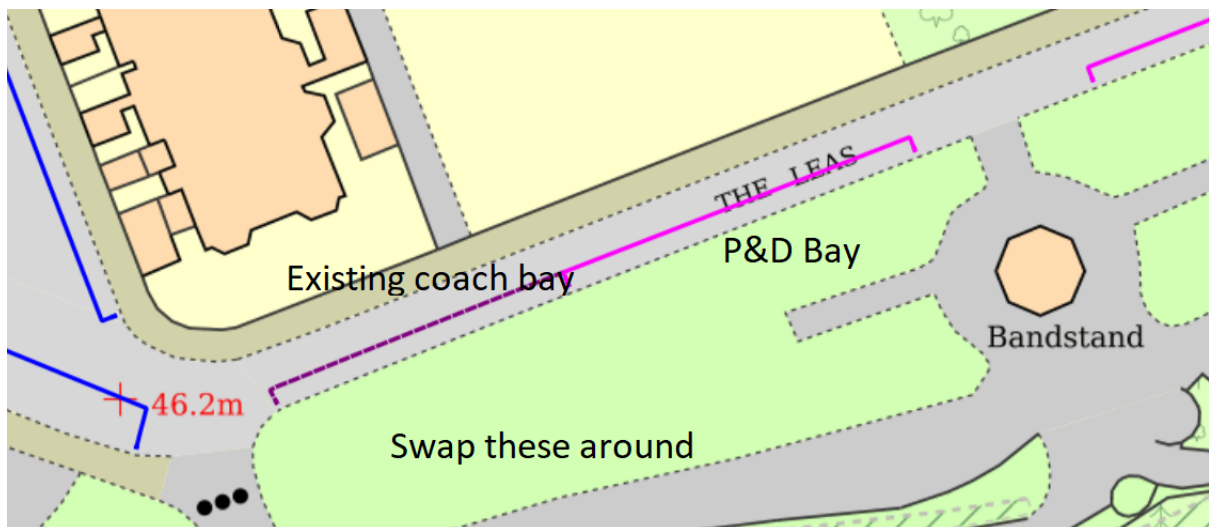 THE LEAS
P&D Bay
Existing coach bay
Bandstand
46.2m
Swap these around